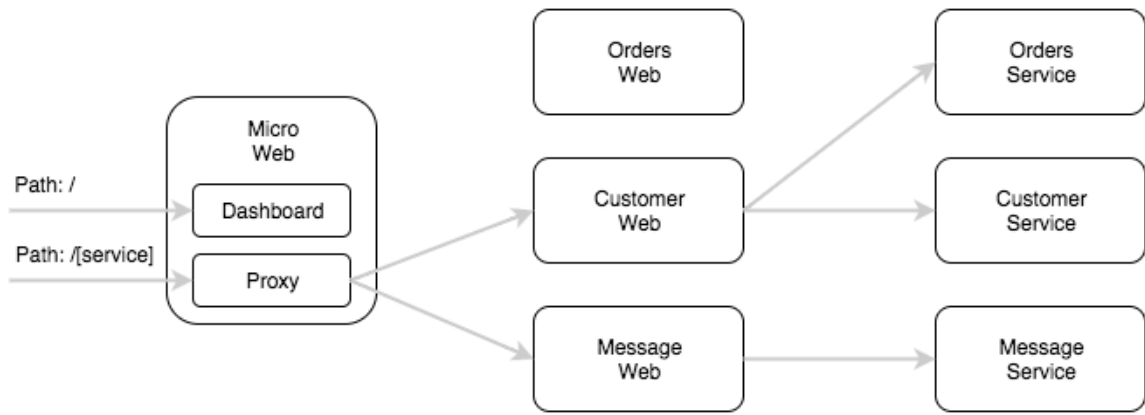 Path: /
Path: /[service]
Micro
Web
Dashboard
Proxy
Orders
Web
Customer
Web
Message
Web
Orders
Service
Customer
Service
Message
Service